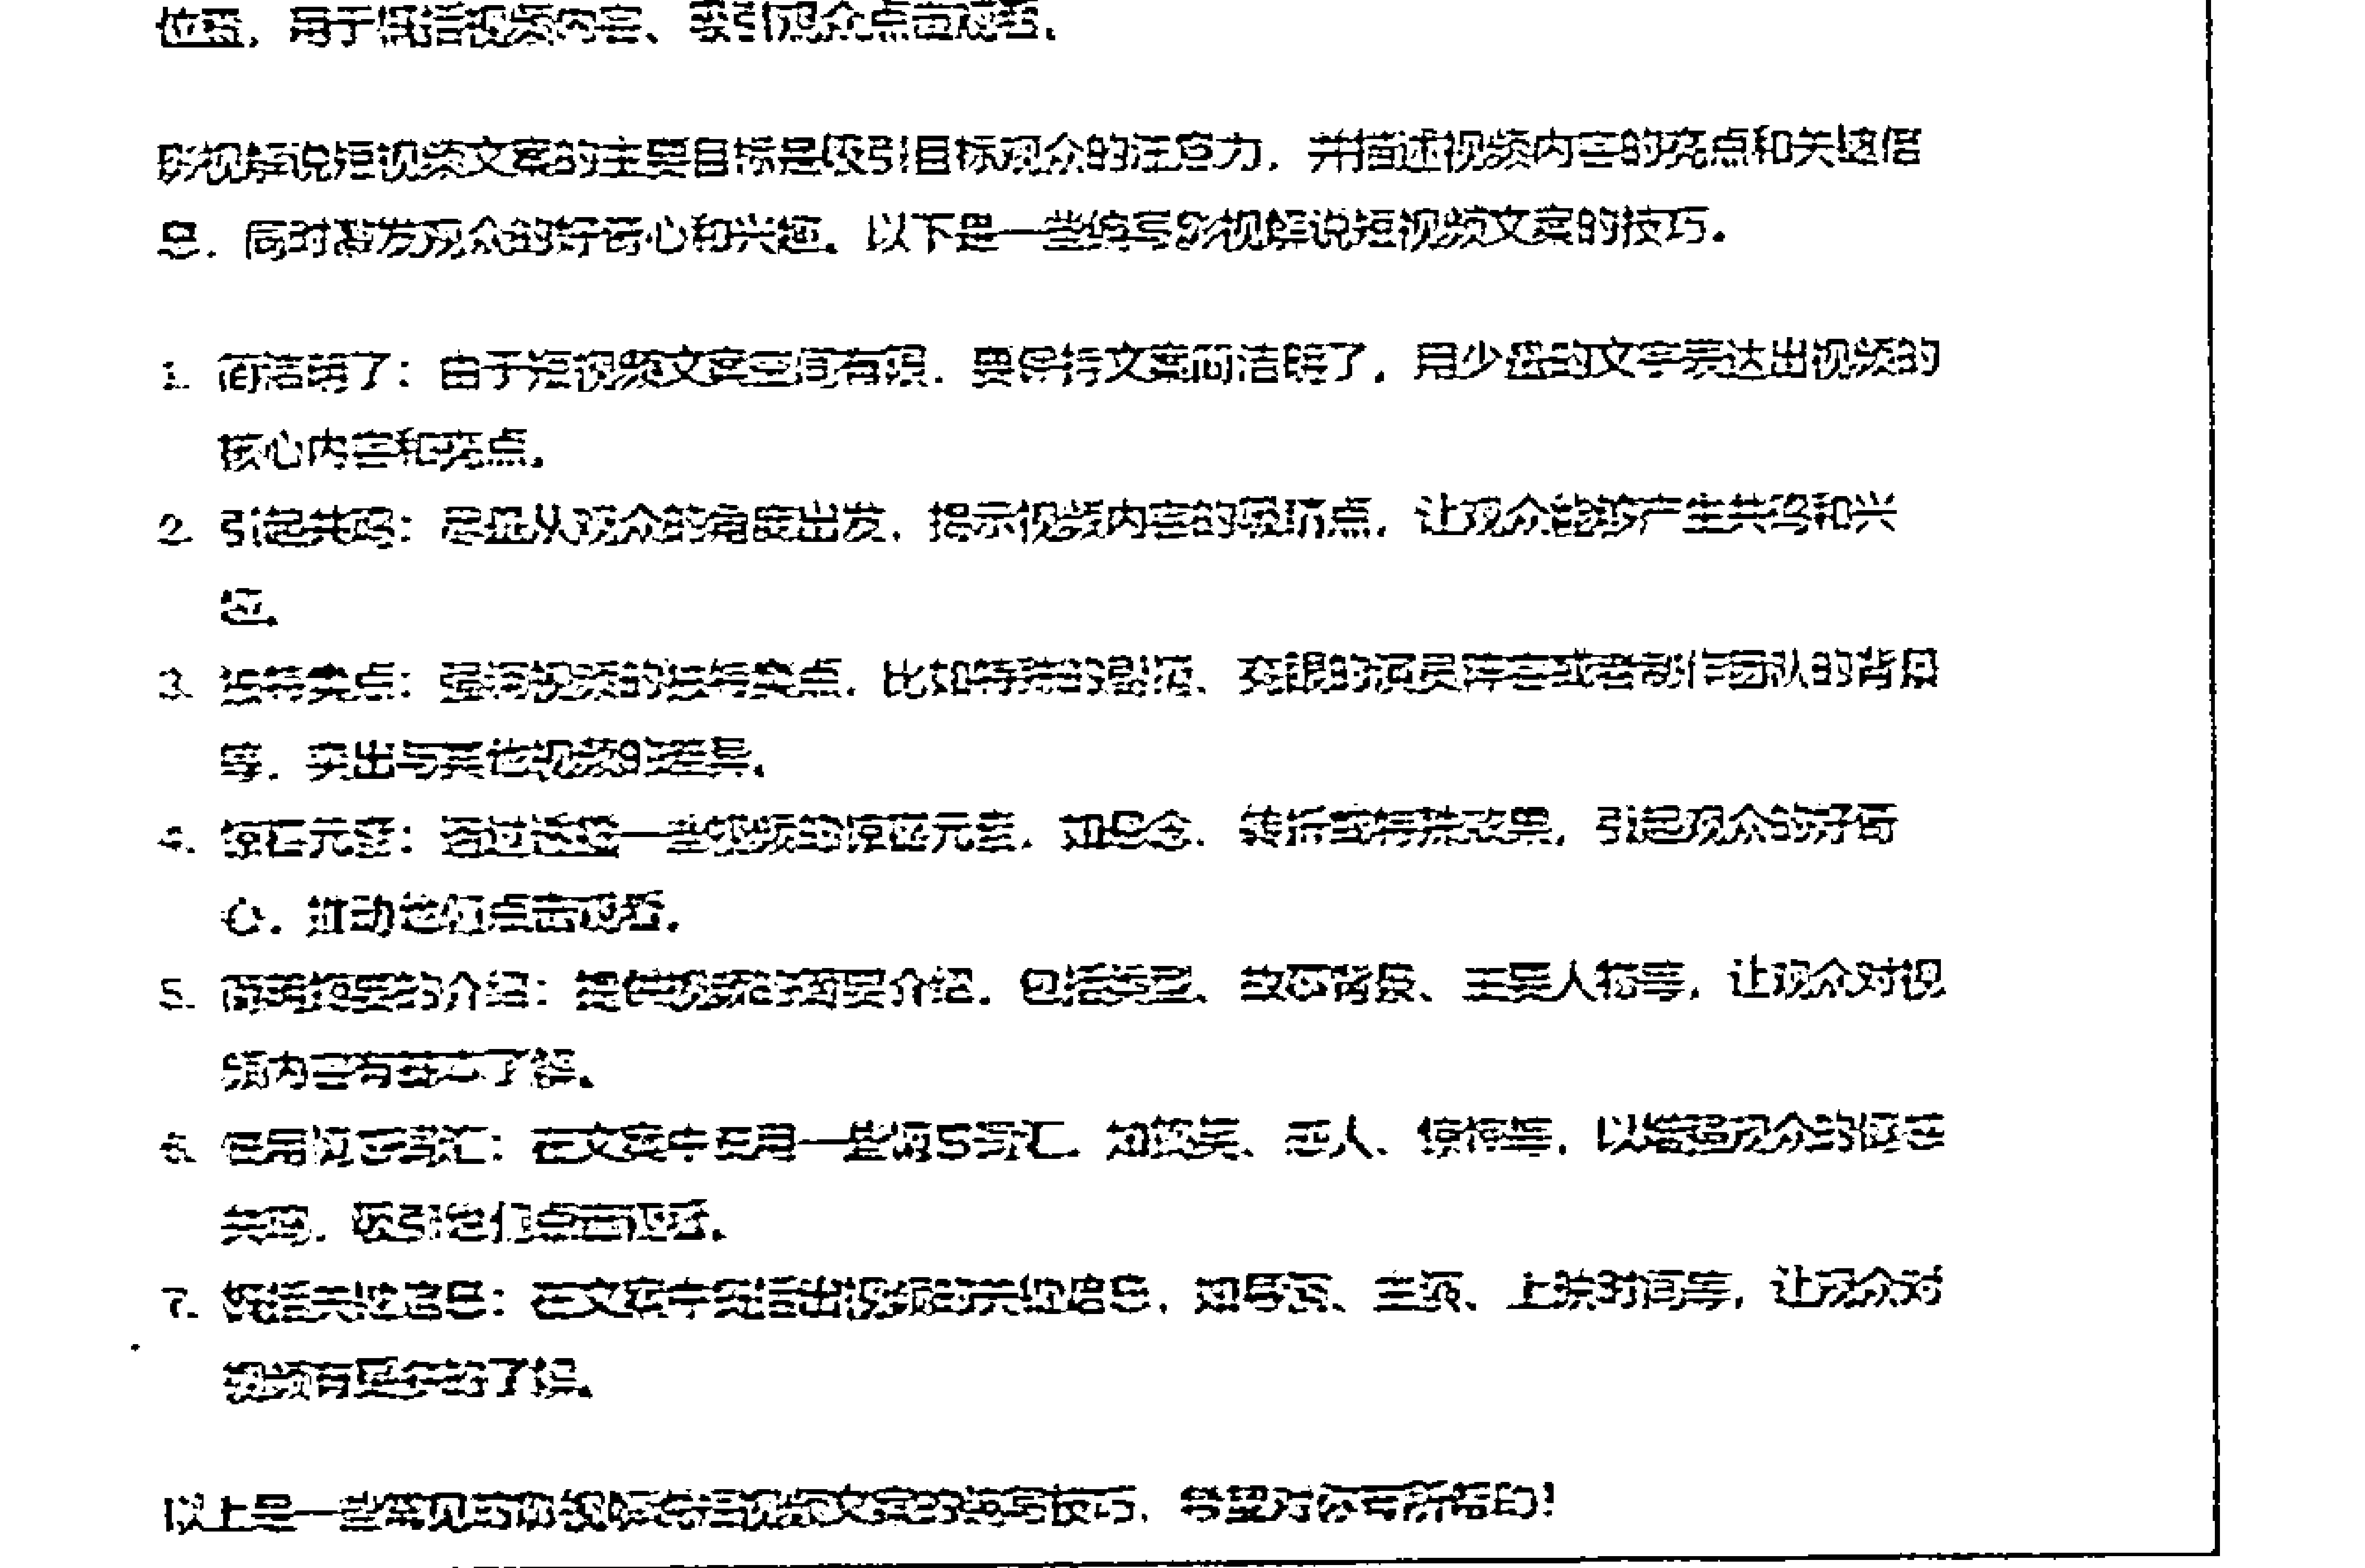 位置，用于概括视频内容、吸引观众点击观看。
影视解说短视频文案的主要目标是吸引目标观众的注意力，并描述视频内容的亮点和关键信
息，同时激发观众的好奇心和兴趣。以下是一些编写影视解说短视频文案的技巧。
1. 简洁明了：由于短视频文案空间有限，要保持文案简洁明了，用少量的文字表达出视频的
核心内容和亮点。
2. 引起共鸣：尽量从观众的角度出发，揭示视频内容的吸睛点，让观众能够产生共鸣和兴
趣。
3. 独特卖点：强调视频的独特卖点，比如特殊的剧情、亮眼的演员阵容或者制作团队的背景
等，突出与其他视频的差异。
4. 惊喜元素：通过透露一些视频的惊喜元素，如悬念、转折或特殊效果，引起观众的好奇
心，推动他们点击观看。
5. 简明扼要的介绍：提供视频的简要介绍，包括类型、故事背景、主要人物等，让观众对视
频内容有基本了解。
6. 使用情感词汇：在文案中运用一些情感词汇，如搞笑、感人、惊悚等，以增强观众的情感
共鸣，吸引他们点击观看。
7. 概括关键信息：在文案中概括出视频的关键信息，如导演、主演、上映时间等，让观众对
视频有更多的了解。
以上是一些常见的影视解说短视频文案的编写技巧，希望对你有所帮助！